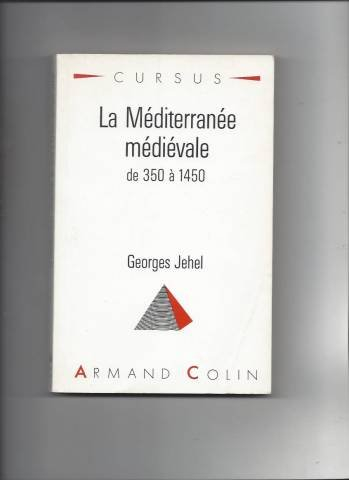 CURSUS
La Méditerranée
médiévale
de 350 à 1450
Georges Jehel
ARMAND COLIN